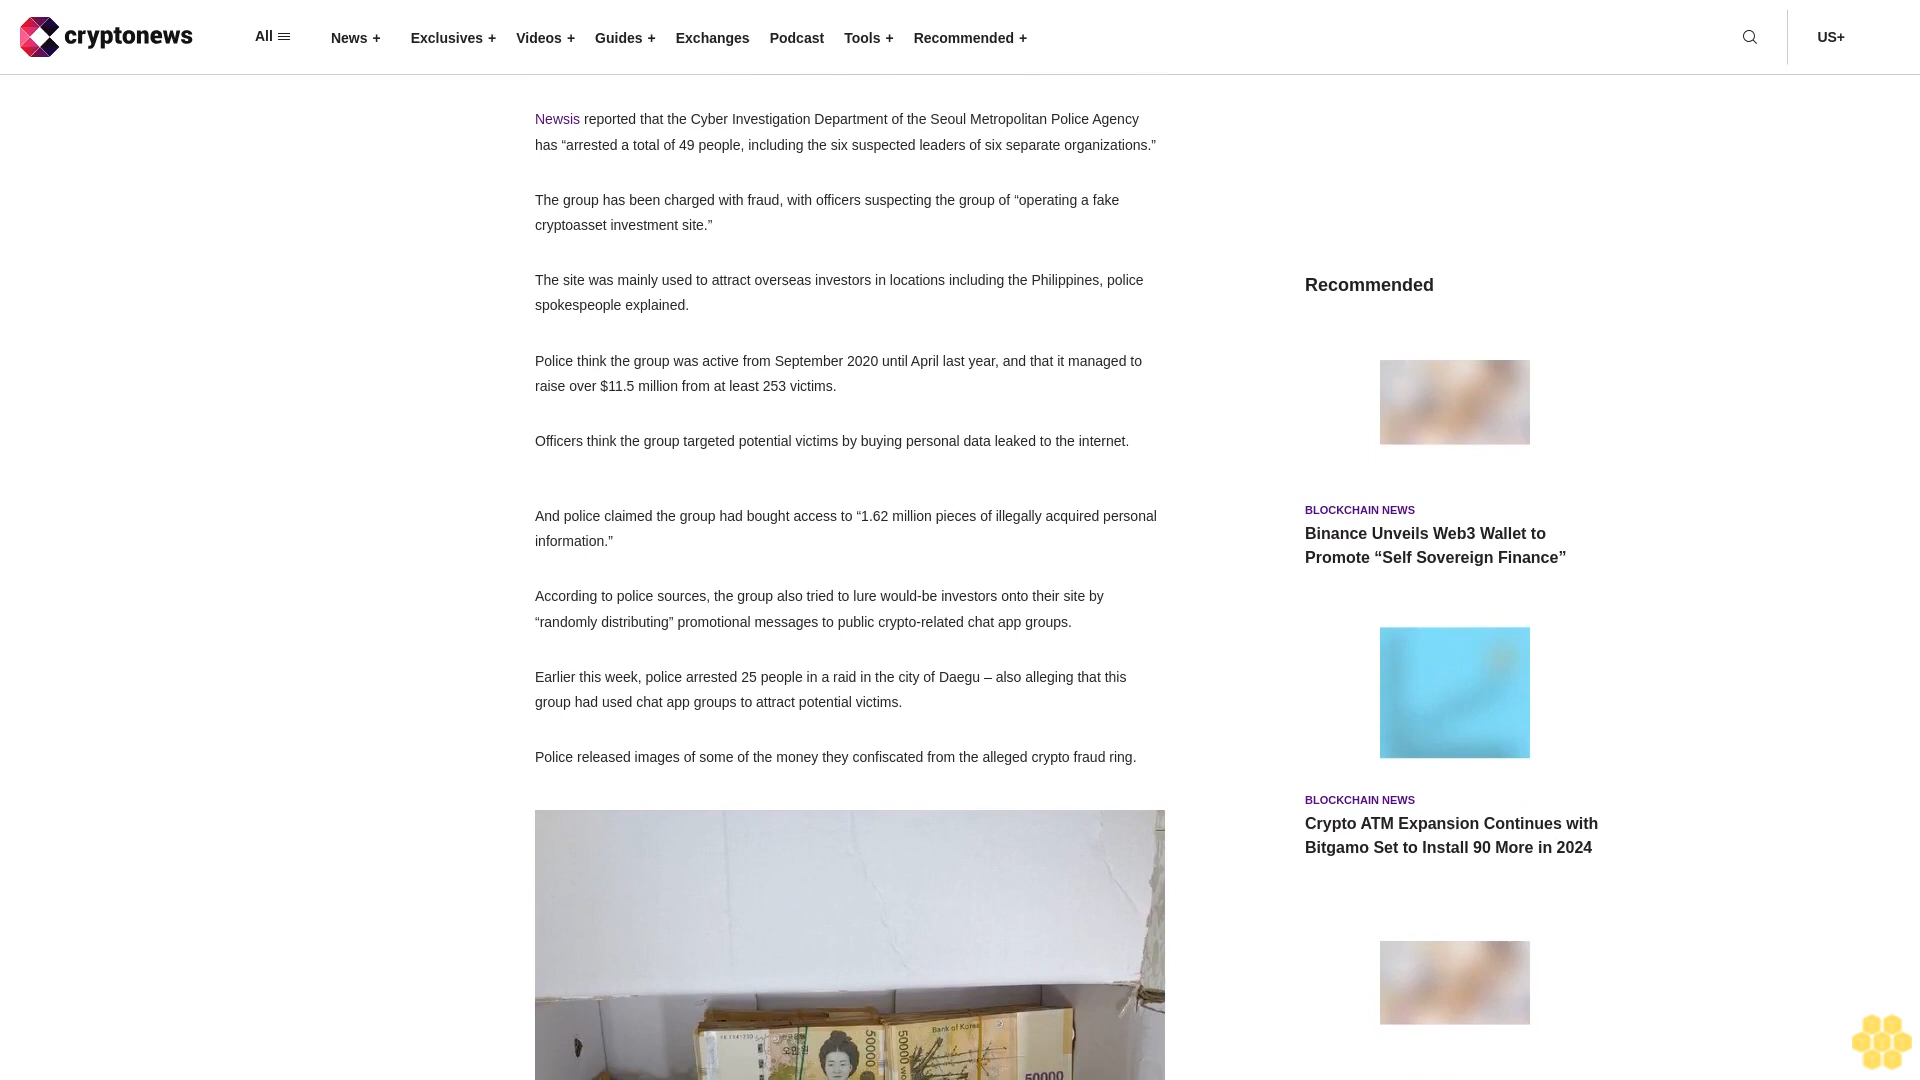 cryptonews
All
News +
Exclusives +
Videos +
Guides +
Exchanges
Podcast
Tools +
Recommended +
US+
Newsis reported that the Cyber Investigation Department of the Seoul Metropolitan Police Agency
has “arrested a total of 49 people, including the six suspected leaders of six separate organizations.”
The group has been charged with fraud, with officers suspecting the group of “operating a fake
cryptoasset investment site.”
The site was mainly used to attract overseas investors in locations including the Philippines, police
spokespeople explained.
Police think the group was active from September 2020 until April last year, and that it managed to
raise over $11.5 million from at least 253 victims.
Officers think the group targeted potential victims by buying personal data leaked to the internet.
And police claimed the group had bought access to “1.62 million pieces of illegally acquired personal
information.”
According to police sources, the group also tried to lure would-be investors onto their site by
“randomly distributing” promotional messages to public crypto-related chat app groups.
Earlier this week, police arrested 25 people in a raid in the city of Daegu – also alleging that this
group had used chat app groups to attract potential victims.
Police released images of some of the money they confiscated from the alleged crypto fraud ring.
50000
50000
Bank of Korea
오만원
50000
Recommended
BLOCKCHAIN NEWS
Binance Unveils Web3 Wallet to
Promote “Self Sovereign Finance”
BLOCKCHAIN NEWS
Crypto ATM Expansion Continues with
Bitgamo Set to Install 90 More in 2024